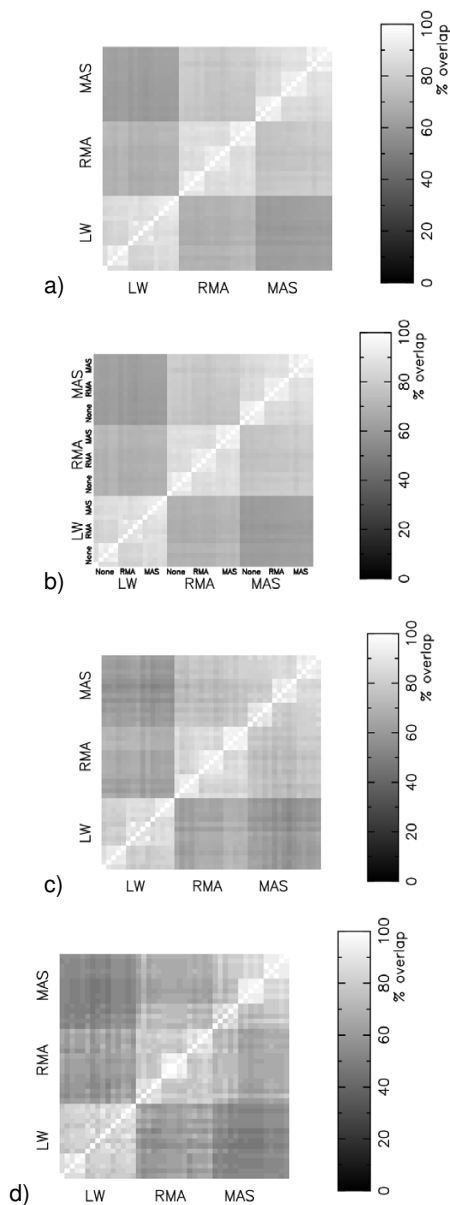 MAS
RMA
LW
LW RMA MAS
a)
0 20 40 60 80 100
% overlap
MAS
RMA
LW
MAS
RMA
None
MAS
RMA
None
MAS
RMA
None
None RMA MAS None RMA MAS None RMA MAS
LW RMA MAS
b)
0 20 40 60 80 100
% overlap
MAS
RMA
LW
LW RMA MAS
c)
0 20 40 60 80 100
% overlap
MAS
RMA
LW
LW RMA MAS
d)
0 20 40 60 80 100
% overlap